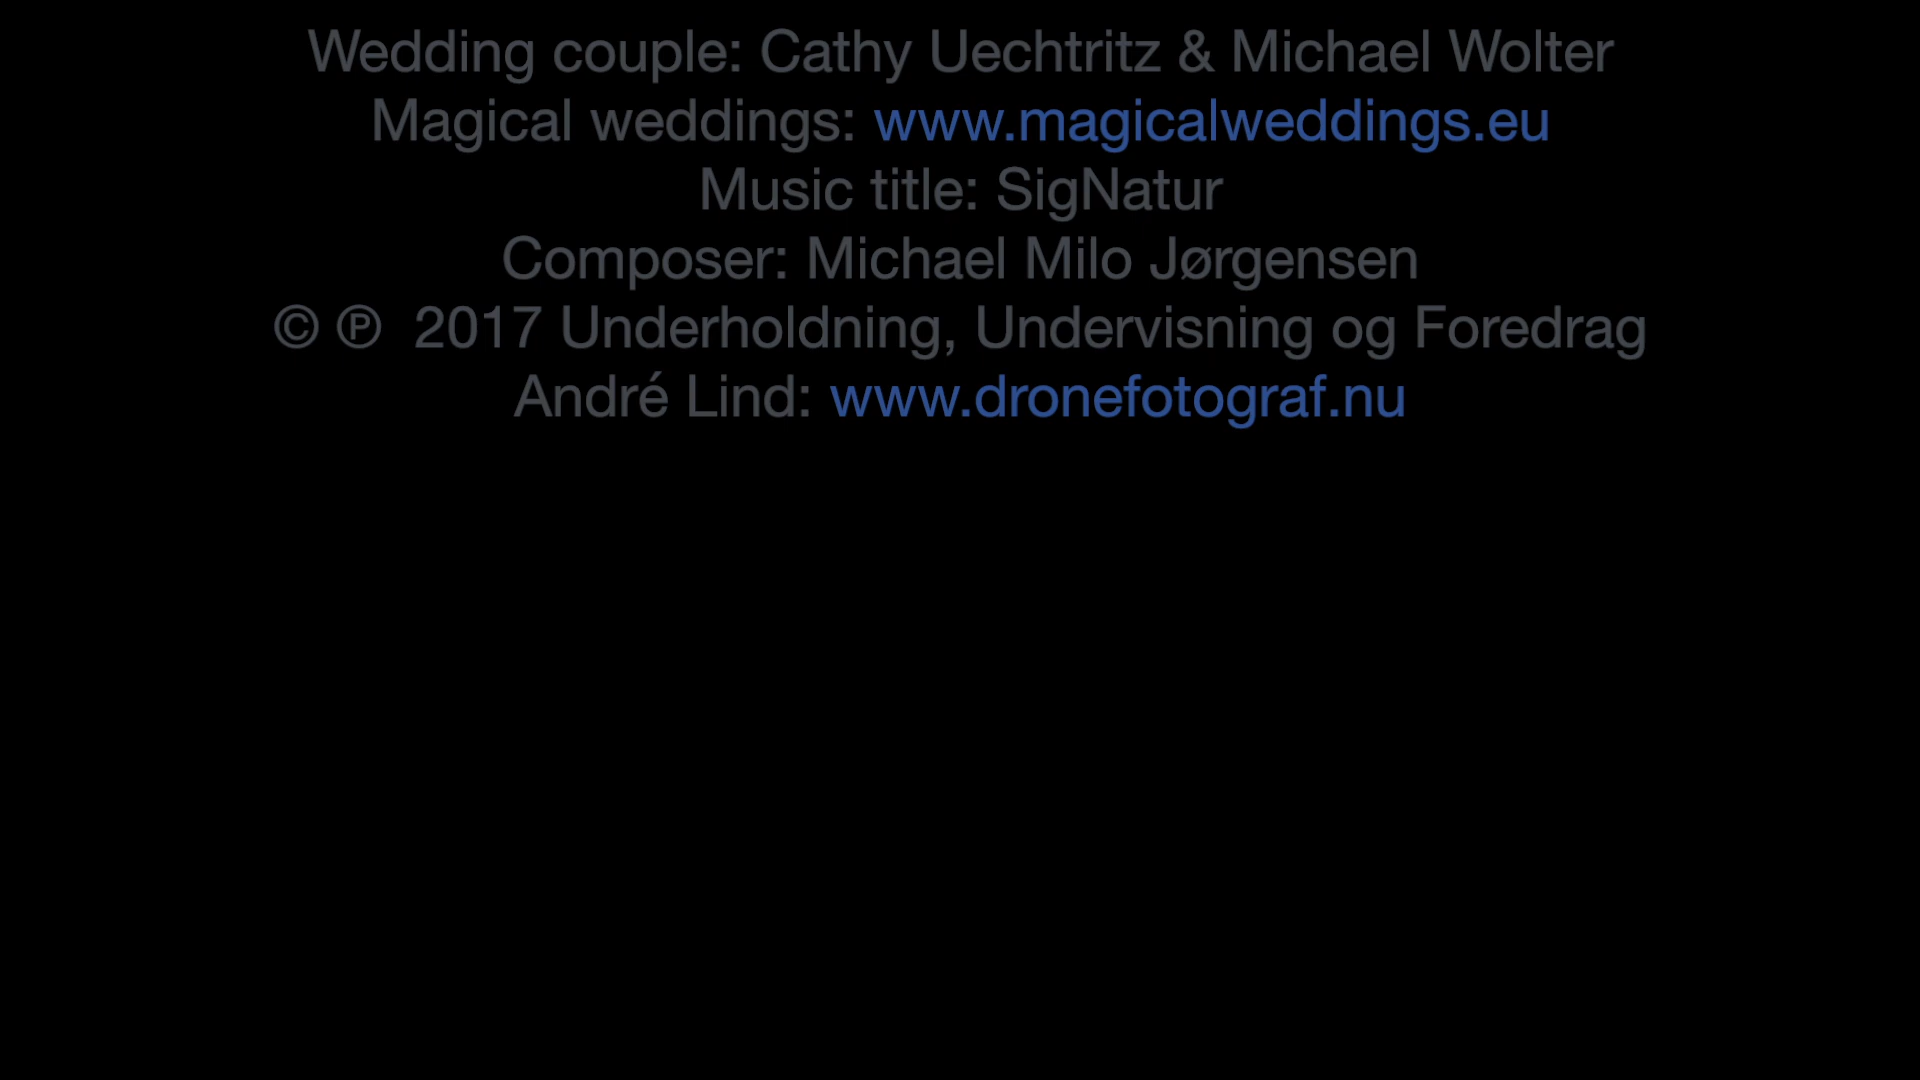 Wedding couple: Cathy Uechtritz & Michael Wolter
Magical weddings: www.magicalweddings.eu
Music title: SigNatur
Composer: Michael Milo Jørgensen
© ℗ 2017 Underholdning, Undervisning og Foredrag
André Lind: www.dronefotograf.nu